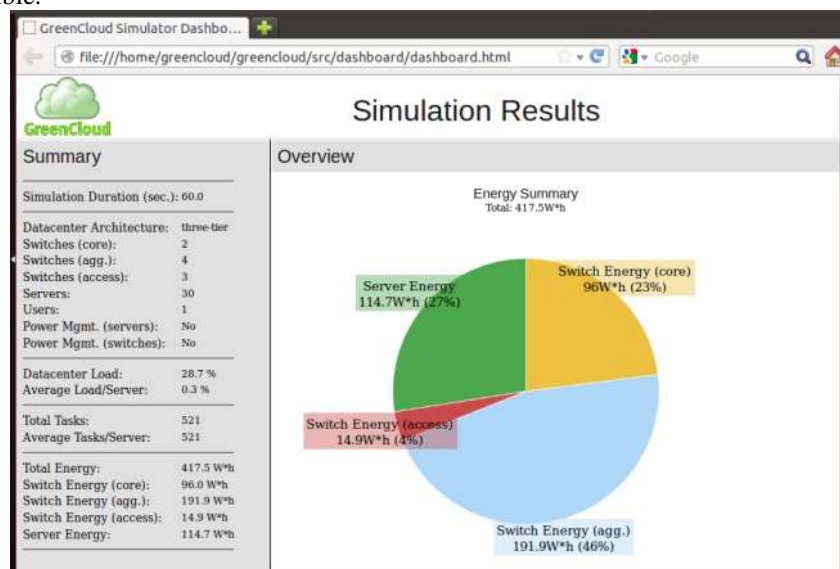 ble.
GreenCloud Simulator Dashbo...
file:///home/greencloud/greencloud/src/dashboard/dashboard.html
Google
GreenCloud
Simulation Results
Summary
Simulation Duration (sec.): 60.0
Datacenter Architecture: three-tier
Switches (core): 2
Switches (agg.): 4
Switches (access): 3
Servers: 30
Users: 1
Power Mgmt. (servers): No
Power Mgmt. (switches): No
Datacenter Load: 28.7 %
Average Load/Server: 0.3 %
Total Tasks: 521
Average Tasks/Server: 521
Total Energy: 417.5 W*h
Switch Energy (core): 96.0 W*h
Switch Energy (agg.): 191.9 W*h
Switch Energy (access): 14.9 W*h
Server Energy: 114.7 W*h
Overview
Energy Summary
Total: 417.5W*h
Server Energy
114.7W*h (27%)
Switch Energy (core)
96W*h (23%)
Switch Energy (access)
14.9W*h (4%)
Switch Energy (agg.)
191.9W*h (46%)